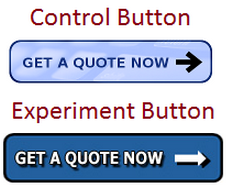 Control Button
GET A QUOTE NOW
Experiment Button
GET A QUOTE NOW